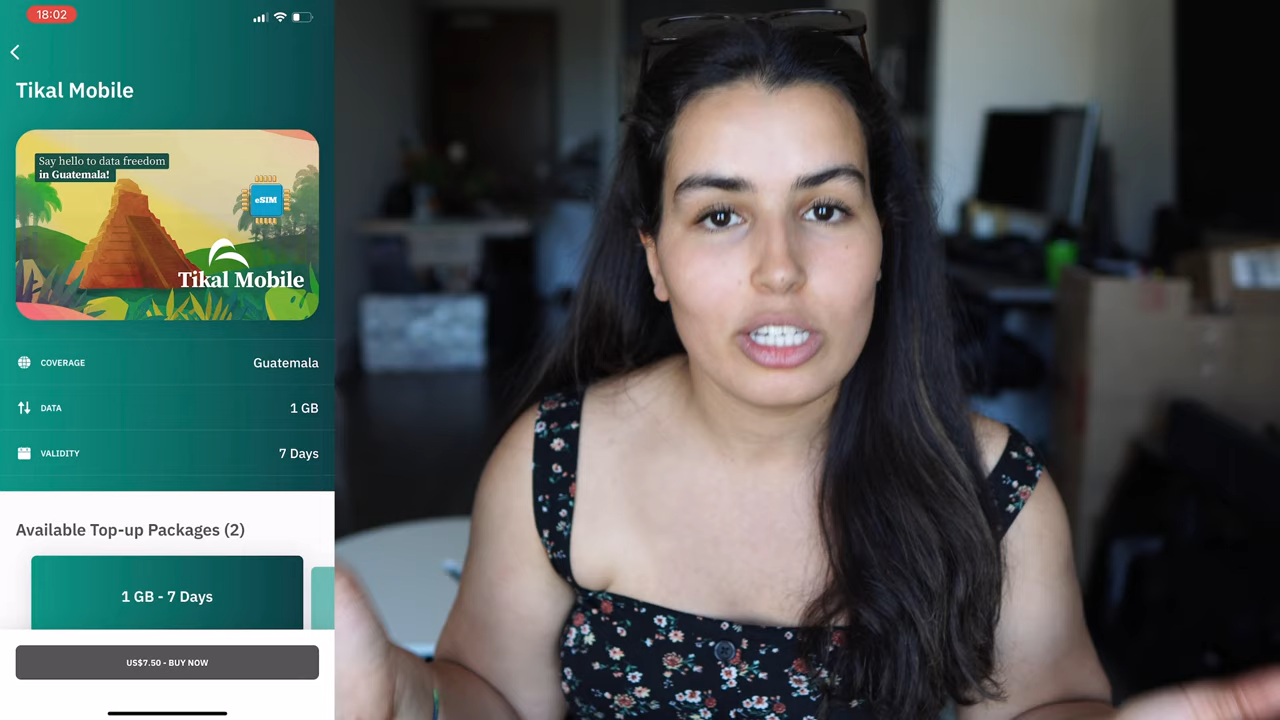 18:02
Tikal Mobile
Say hello to data freedom
in Guatemala!
eSIM
Tikal Mobile
COVERAGE Guatemala
DATA 1 GB
VALIDITY 7 Days
Available Top-up Packages (2)
1 GB - 7 Days
US$7.50 - BUY NOW